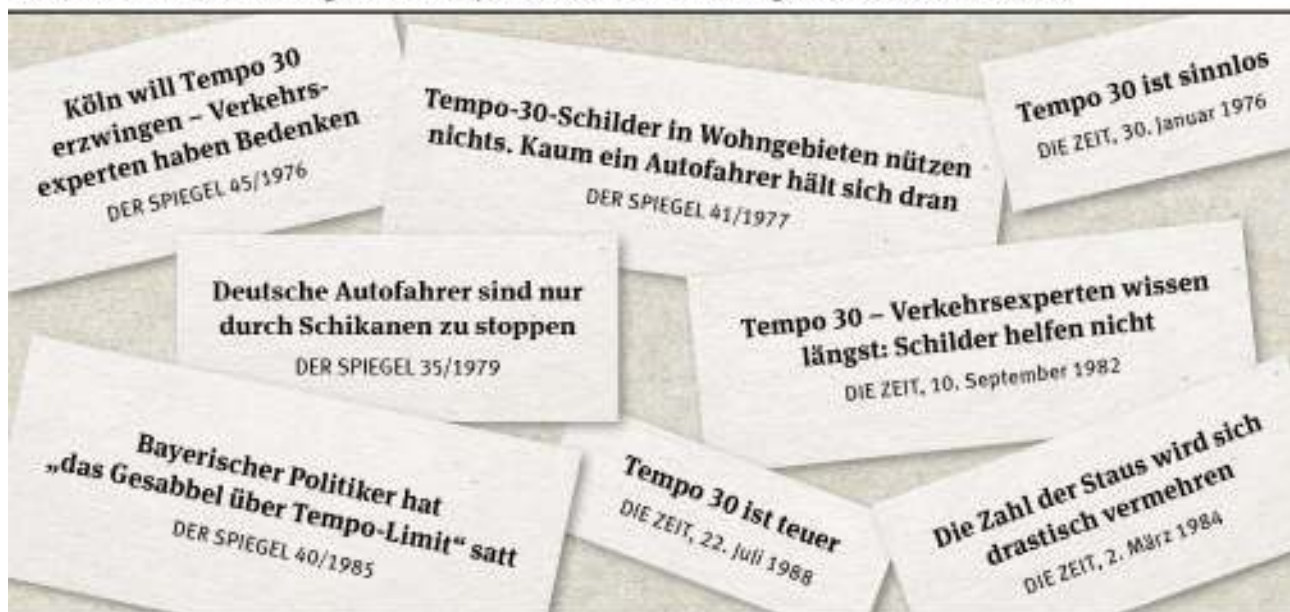 Köln will Tempo 30
erzwingen – Verkehrs-
experten haben Bedenken
DER SPIEGEL 45/1976
Tempo-30-Schilder in Wohngebieten nützen
nichts. Kaum ein Autofahrer hält sich dran
DER SPIEGEL 41/1977
Tempo 30 ist sinnlos
DIE ZEIT, 30. Januar 1976
Deutsche Autofahrer sind nur
durch Schikanen zu stoppen
DER SPIEGEL 35/1979
Tempo 30 – Verkehrsexperten wissen
längst: Schilder helfen nicht
DIE ZEIT, 10. September 1982
Bayerischer Politiker hat
„das Gesabbel über Tempo-Limit“ satt
DER SPIEGEL 40/1985
Tempo 30 ist teuer
DIE ZEIT, 22. Juli 1988
Die Zahl der Staus wird sich
drastisch vermehren
DIE ZEIT, 2. März 1984